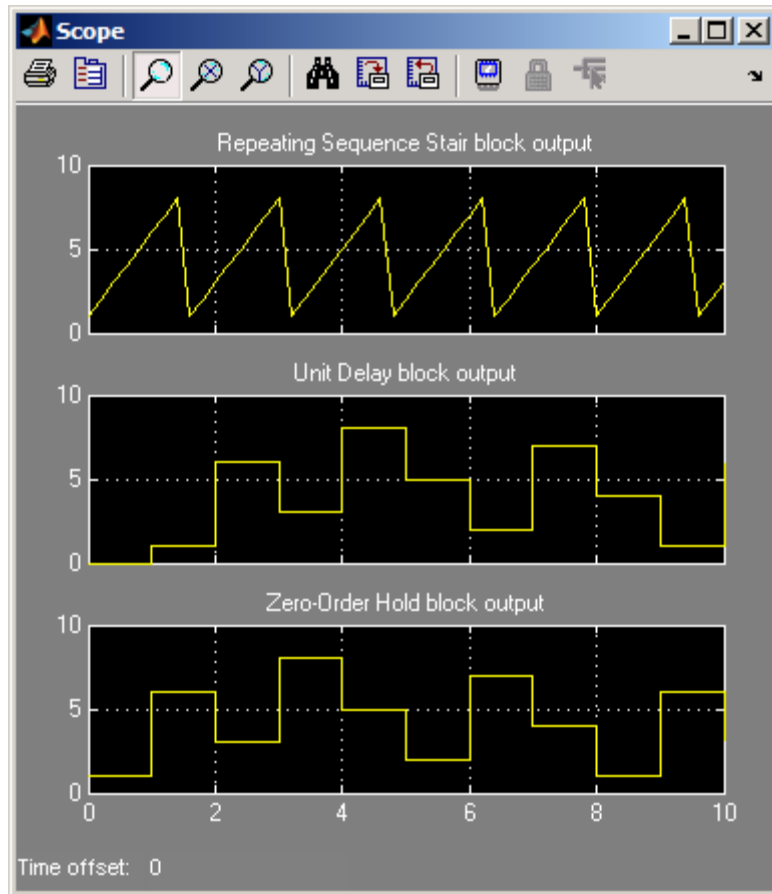 Scope
Repeating Sequence Stair block output
10
5
0
Unit Delay block output
10
5
0
Zero-Order Hold block output
10
5
0
0 2 4 6 8 10
Time offset: 0